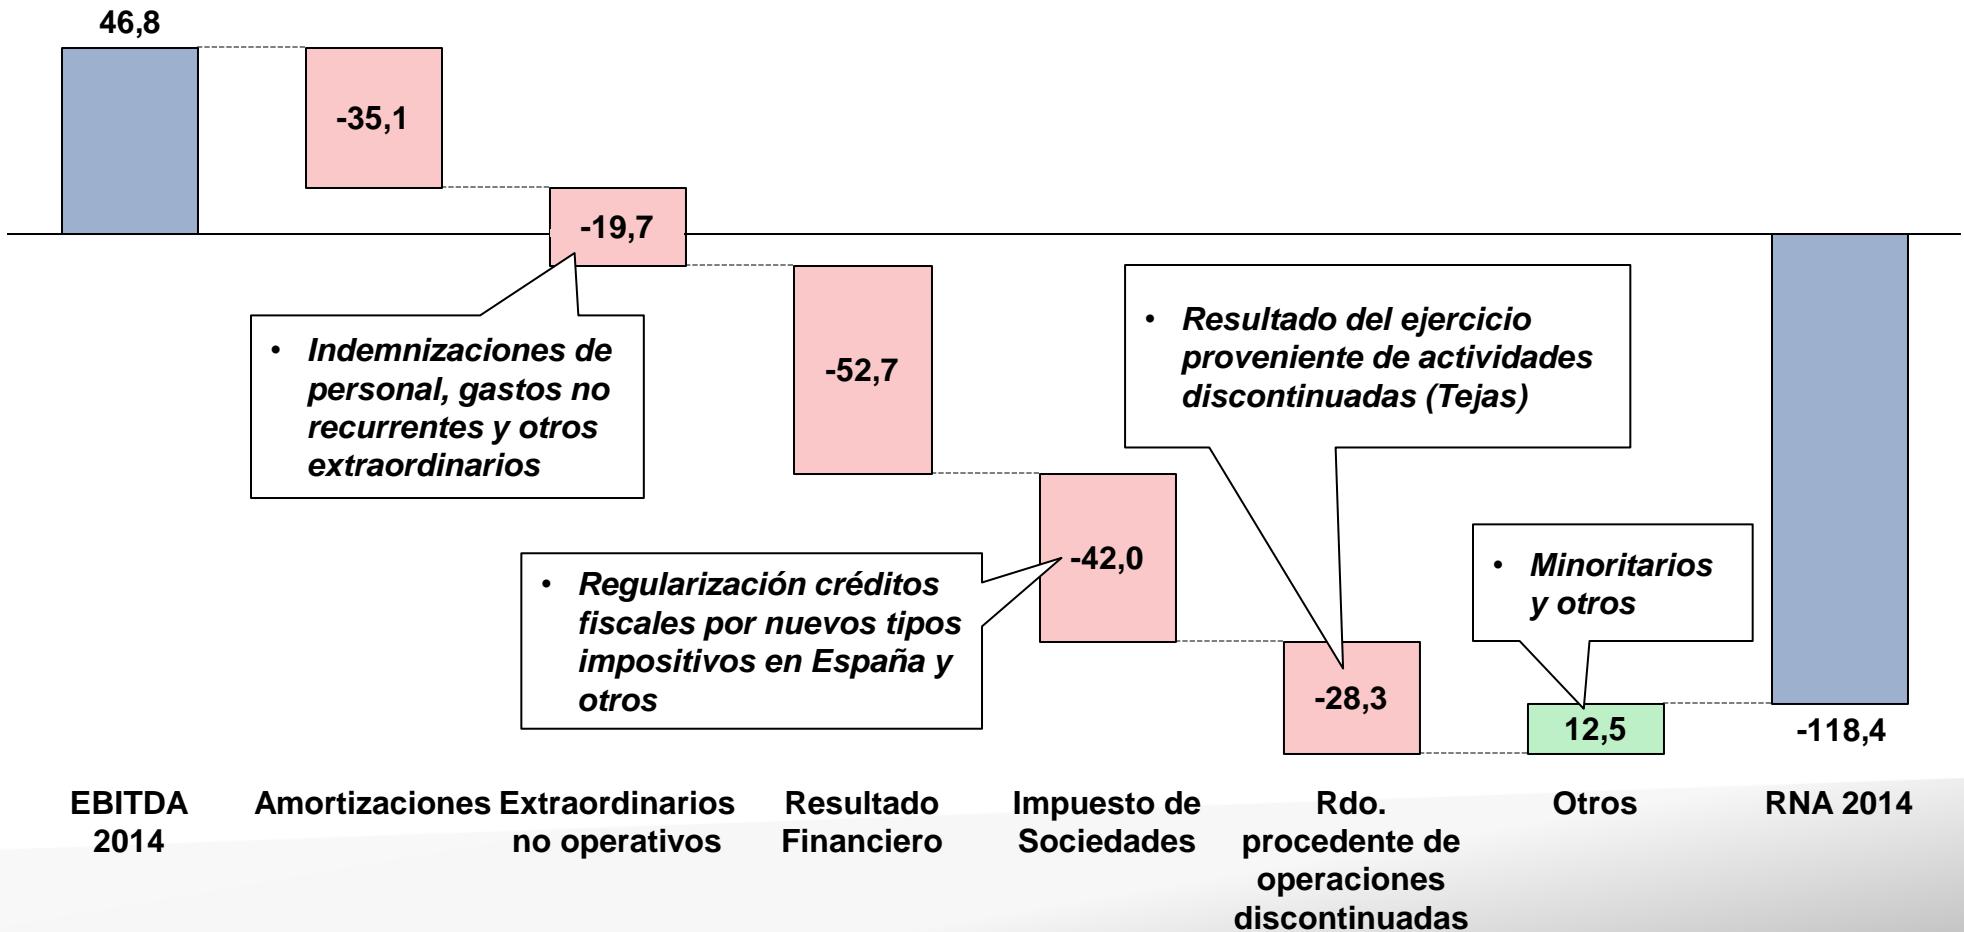 46,8
-35,1
-19,7
-52,7
-42,0
-28,3
12,5
-118,4
• Indemnizaciones de
personal, gastos no
recurrentes y otros
extraordinarios
• Resultado del ejercicio
proveniente de actividades
discontinuadas (Tejas)
• Regularización créditos
fiscales por nuevos tipos
impositivos en España y
otros
• Minoritarios
y otros
EBITDA
2014
Amortizaciones
Extraordinarios
no operativos
Resultado
Financiero
Impuesto de
Sociedades
Rdo.
procedente de
operaciones
discontinuadas
Otros
RNA 2014